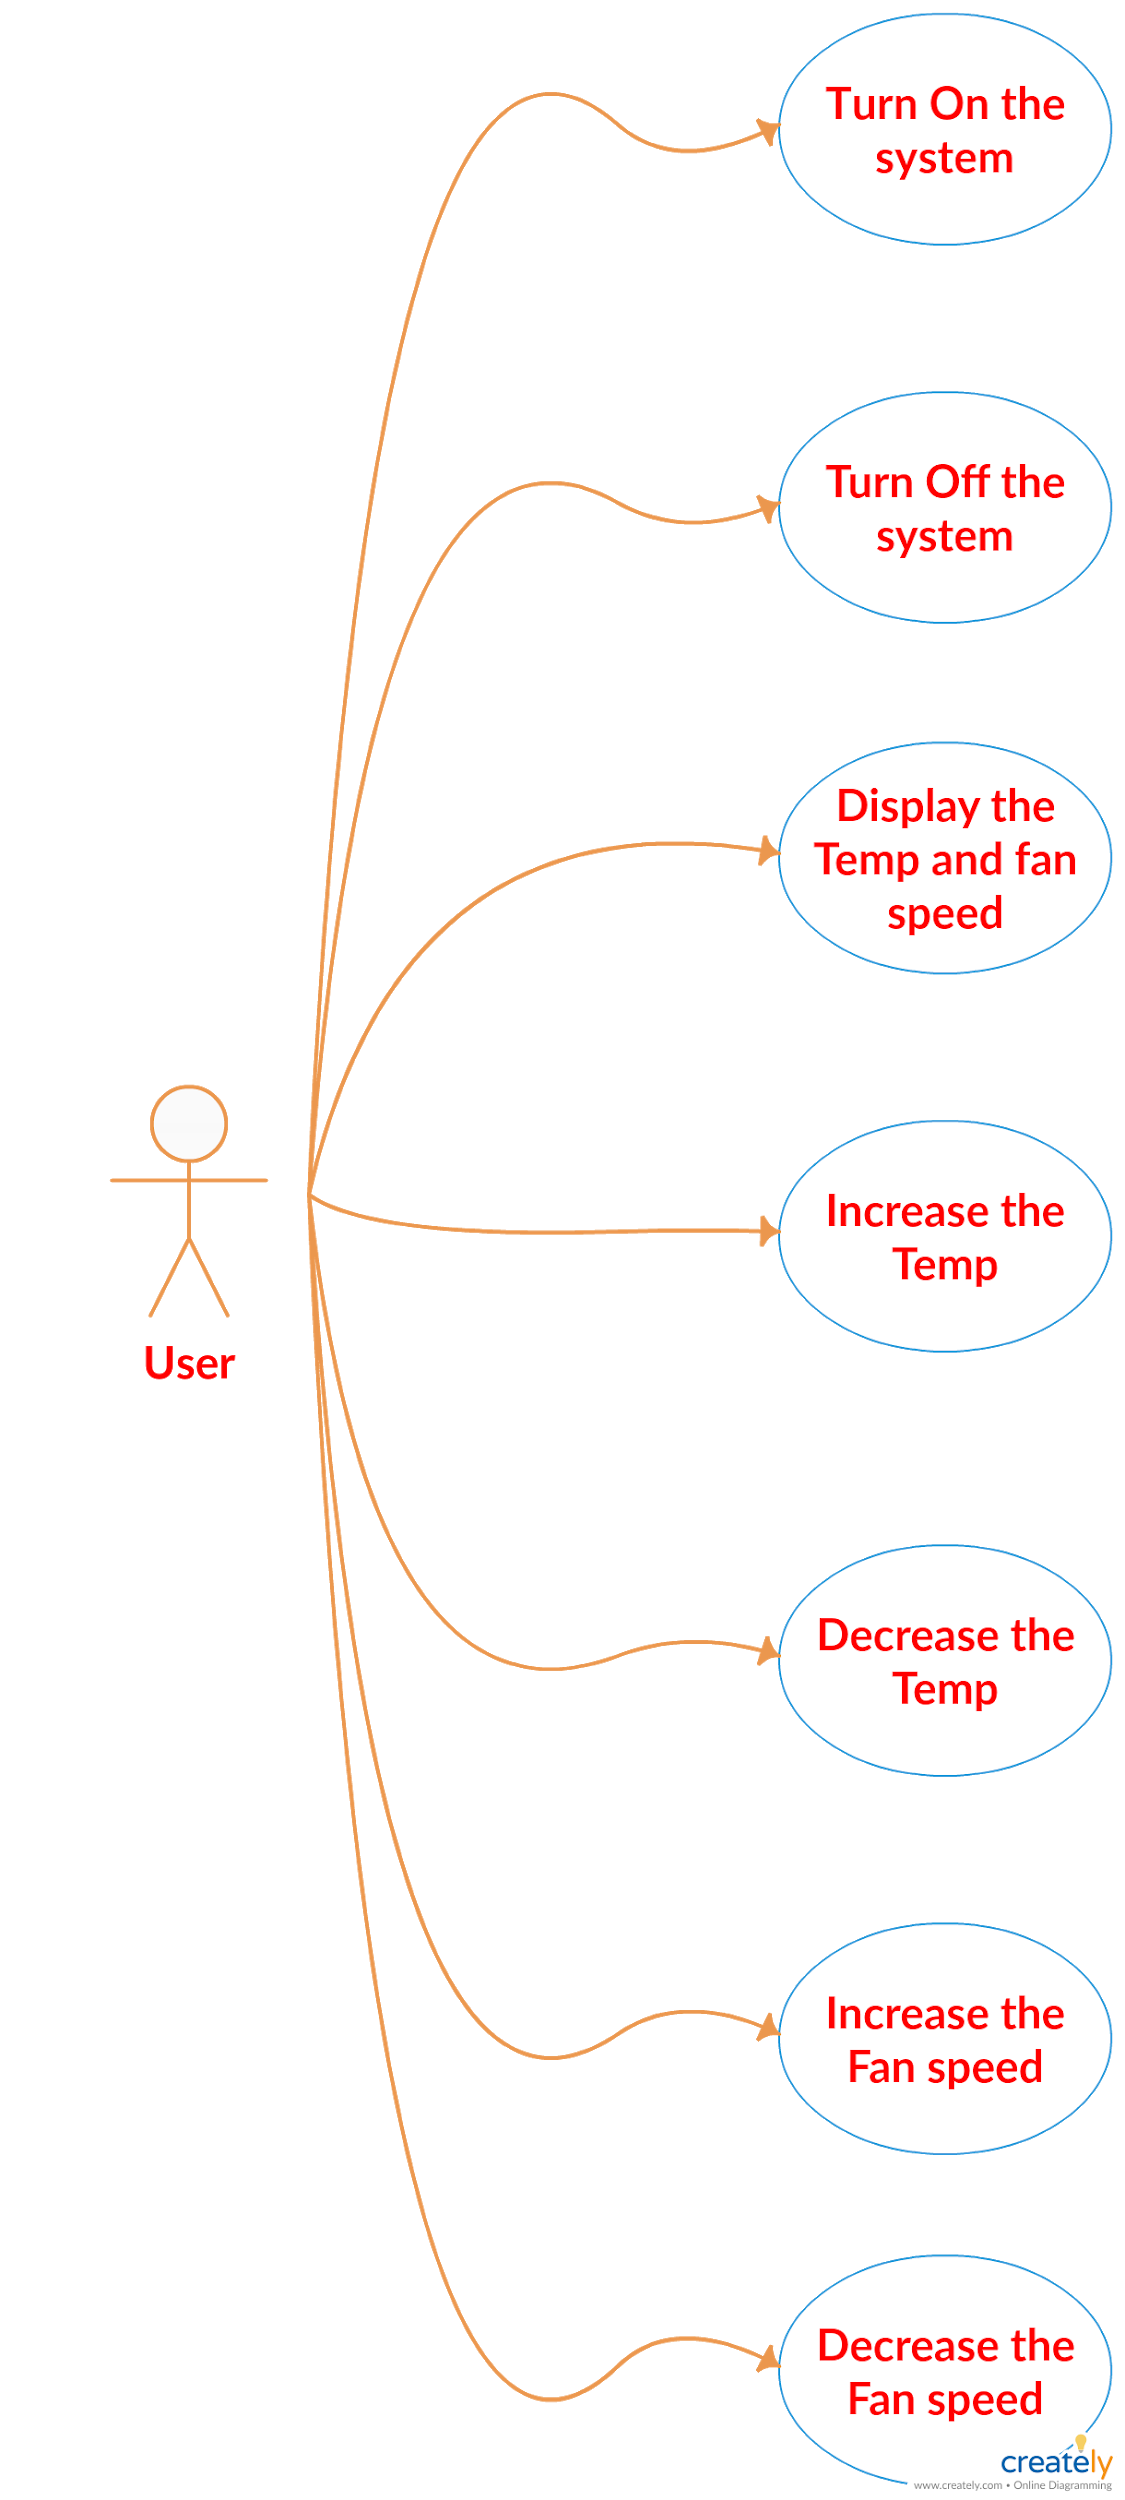 Turn On the
system
Turn Off the
system
Display the
Temp and fan
speed
Increase the
Temp
User
Decrease the
Temp
Increase the
Fan speed
Decrease the
Fan speed
creately
www.creately.com • Online Diagramming